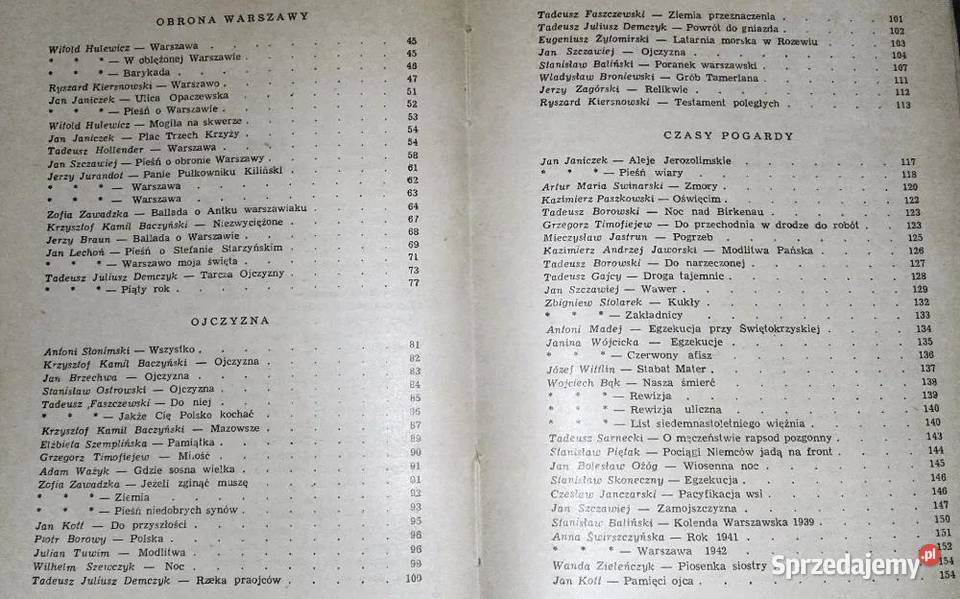 OBRONA WARSZAWY
Witold Hulewicz — Warszawa . . . . . . . 45
* * * — W oblężonej Warszawie . . . . . . 45
* * * — Barykada . . . . . . . 46
Ryszard Kiersnowski — Warszawo . . . . . . 47
Jan Janiczek — Ulica Opaczewska . . . . . . 51
* * * — Pieśń o Warszawie . . . . . . 52
Witold Hulewicz — Mogiła na skwerze . . . . . . 53
Jan Janiczek — Plac Trzech Krzyży . . . . . . 54
Tadeusz Hollender — Warszawa . . . . . . 54
Jan Szczawiej — Pieśń o obronie Warszawy . . . . . 58
Jerzy Jurandot — Panie Pułkowniku Kiliński . . . . . 61
* * * — Warszawa . . . . . . 62
* * * — Warszawa . . . . . . 63
Zofia Zawadzka — Ballada o Antku warszawiaku . . . . 64
Krzysztof Kamil Baczyński — Niezwyciężone . . . . . 67
Jerzy Braun — Ballada o Warszawie . . . . . . 68
Jan Lechoń — Pieśń o Stefanie Starzyńskim . . . . . 69
* * * — Warszawo moja święta . . . . . 71
Tadeusz Juliusz Demczyk — Tarcza Ojczyzny . . . . . 73
* * * — Piąty rok . . . . . . 77
OJCZYZNA
Antoni Słonimski — Wszystko . . . . . . 81
Krzysztof Kamil Baczyński — Ojczyzna . . . . . 82
Jan Brzechwa — Ojczyzna . . . . . . 83
Stanisław Ostrowski — Ojczyzna . . . . . . 84
Tadeusz Faszczewski — Do niej . . . . . . 85
* * * — Jakże Cię Polsko kochać . . . . . 86
Krzysztof Kamil Baczyński — Mazowsze . . . . . 87
Elżbieta Szemplińska — Pamiątka . . . . . . 89
Grzegorz Timofiejew — Miłość . . . . . . 90
Adam Ważyk — Gdzie sosna wielka . . . . . . 91
Zofia Zawadzka — Jeżeli zginąć muszę . . . . . 91
* * * — Ziemia . . . . . . 93
* * * — Pieśń niedobrych synów . . . . . 93
Jan Kott — Do przyszłości . . . . . . 95
Piotr Borowy — Polska . . . . . . 96
Julian Tuwim — Modlitwa . . . . . . 96
Wilhelm Szewczyk — Noc . . . . . . 99
Tadeusz Juliusz Demczyk — Rzeka praojców . . . . . 100
Tadeusz Faszczewski — Ziemia przeznaczenia . . . . 101
Tadeusz Juliusz Demczyk — Powrót do gniazda . . . . 102
Eugeniusz Żytomirski — Latarnia morska w Rozewiu . . . 103
Jan Szczawiej — Ojczyzna . . . . . . 104
Stanisław Baliński — Poranek warszawski . . . . . 107
Władysław Broniewski — Grób Tamerlana . . . . . 111
Jerzy Zagórski — Relikwie . . . . . . 112
Ryszard Kiersnowski — Testament poległych . . . . 113
CZASY POGARDY
Jan Janiczek — Aleje Jerozolimskie . . . . . . 117
* * * — Pieśń wiary . . . . . . 118
Artur Maria Swinarski — Zmory . . . . . . 120
Kazimierz Paszkowski — Oświęcim . . . . . . 122
Tadeusz Borowski — Noc nad Birkenau . . . . . 123
Grzegorz Timofiejew — Do przechodnia w drodze do robót . 123
Mieczysław Jastrun — Pogrzeb . . . . . . 125
Kazimierz Andrzej Jaworski — Modlitwa Pańska . . . . 126
Tadeusz Borowski — Do narzeczonej . . . . . . 127
Tadeusz Gajcy — Droga tajemnic . . . . . . 128
Jan Szczawiej — Wawer . . . . . . 129
Zbigniew Stolarek — Kukły . . . . . . 132
* * * — Zakładnicy . . . . . . 133
Antoni Madej — Egzekucja przy Świętokrzyskiej . . . . 134
Janina Wójcicka — Egzekucje . . . . . . 135
* * * — Czerwony afisz . . . . . . 136
Józef Wittlin — Stabat Mater . . . . . . 137
Wojciech Bąk — Nasza śmierć . . . . . . 138
* * * — Rewizja . . . . . . 139
* * * — Rewizja uliczna . . . . . . 140
* * * — List siedemnastoletniego więźnia . . . . 140
Tadeusz Sarnecki — O męczeństwie rapsod pozgonny . . . 143
Stanisław Piętak — Pociągi Niemców jadą na front . . . 144
Jan Bolesław Ożóg — Wiosenna noc . . . . . . 145
Stanisław Skoneczny — Egzekucja . . . . . . 146
Czesław Janczarski — Pacyfikacja wsi . . . . . . 146
Jan Szczawiej — Zamojszczyzna . . . . . . 147
Stanisław Baliński — Kolenda Warszawska 1939 . . . . 150
Anna Świrszczyńska — Rok 1941 . . . . . . 151
* * * — Warszawa 1942 . . . . . . 152
Wanda Zieleńczyk — Piosenka siostry . . . . . . 154
Jan Kott — Pamięci ojca . . . . . . 154
Sprzedajemy.pl